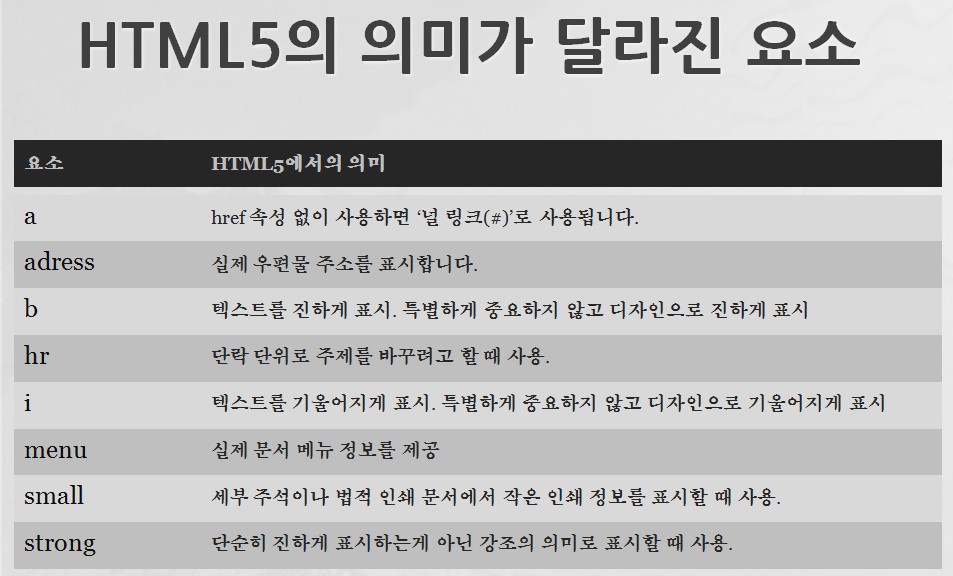 HTML5의 의미가 달라진 요소
요소 HTML5에서의 의미
a href 속성 없이 사용하면 ‘널 링크(#)’로 사용됩니다.
adress 실제 우편물 주소를 표시합니다.
b 텍스트를 진하게 표시. 특별하게 중요하지 않고 디자인으로 진하게 표시
hr 단락 단위로 주제를 바꾸려고 할 때 사용.
i 텍스트를 기울어지게 표시. 특별하게 중요하지 않고 디자인으로 기울어지게 표시
menu 실제 문서 메뉴 정보를 제공
small 세부 주석이나 법적 인쇄 문서에서 작은 인쇄 정보를 표시할 때 사용.
strong 단순히 진하게 표시하는게 아닌 강조의 의미로 표시할 때 사용.